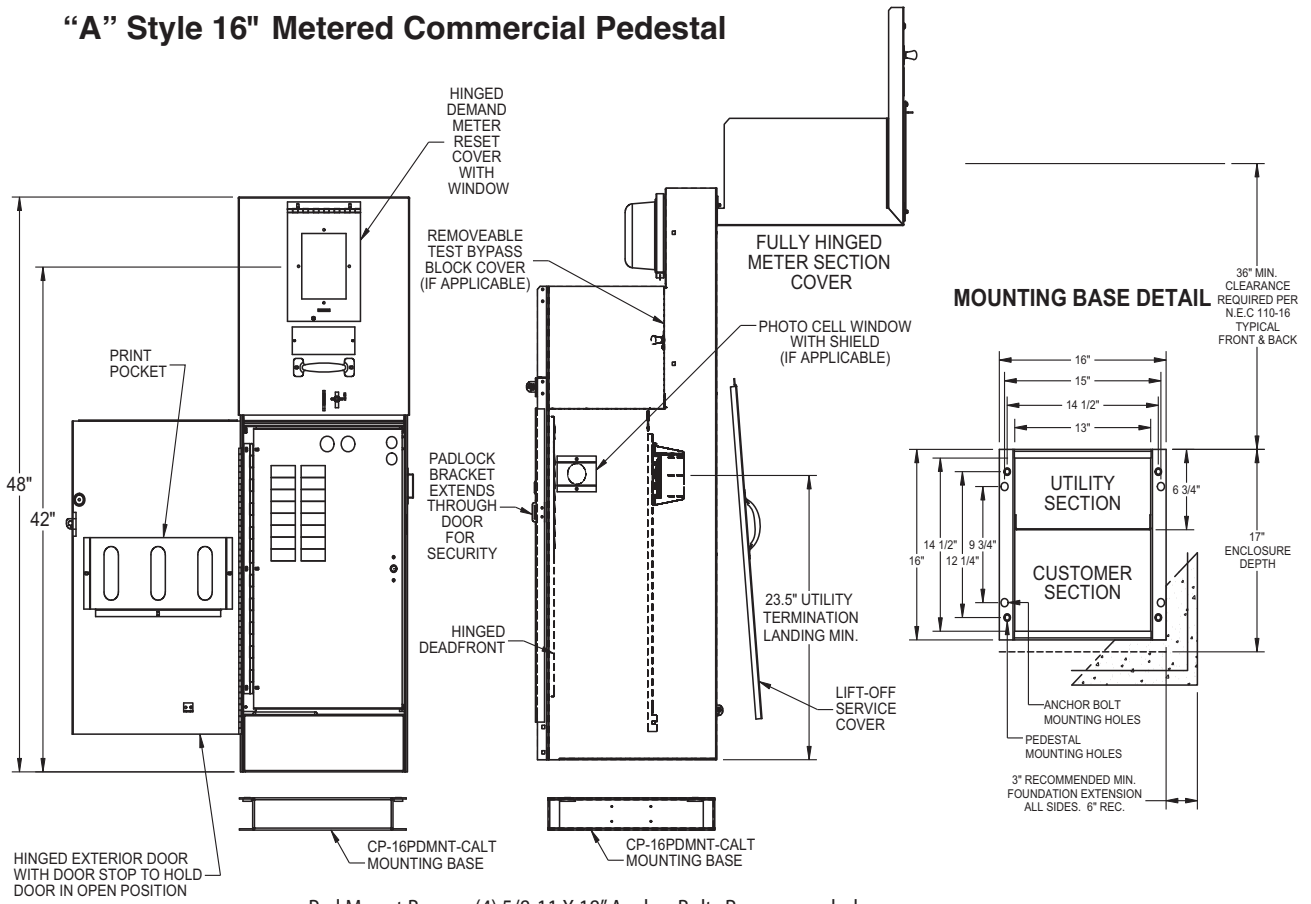 “A” Style 16" Metered Commercial Pedestal
HINGED
DEMAND
METER
RESET
COVER
WITH
WINDOW
REMOVEABLE
TEST BYPASS
BLOCK COVER
(IF APPLICABLE)
FULLY HINGED
METER SECTION
COVER
PHOTO CELL WINDOW
WITH SHIELD
(IF APPLICABLE)
PRINT
POCKET
48"
42"
PADLOCK
BRACKET
EXTENDS
THROUGH
DOOR
FOR
SECURITY
HINGED
DEADFRONT
23.5" UTILITY
TERMINATION
LANDING MIN.
LIFT-OFF
SERVICE
COVER
HINGED EXTERIOR DOOR
WITH DOOR STOP TO HOLD
DOOR IN OPEN POSITION
CP-16PDMNT-CALT
MOUNTING BASE
CP-16PDMNT-CALT
MOUNTING BASE
MOUNTING BASE DETAIL
36" MIN.
CLEARANCE
REQUIRED PER
N.E.C 110-16
TYPICAL
FRONT & BACK
16"
15"
14 1/2"
13"
UTILITY
SECTION
6 3/4"
16"
14 1/2"
12 1/4"
9 3/4"
CUSTOMER
SECTION
17"
ENCLOSURE
DEPTH
ANCHOR BOLT
MOUNTING HOLES
PEDESTAL
MOUNTING HOLES
3" RECOMMENDED MIN.
FOUNDATION EXTENSION
ALL SIDES. 6" REC.